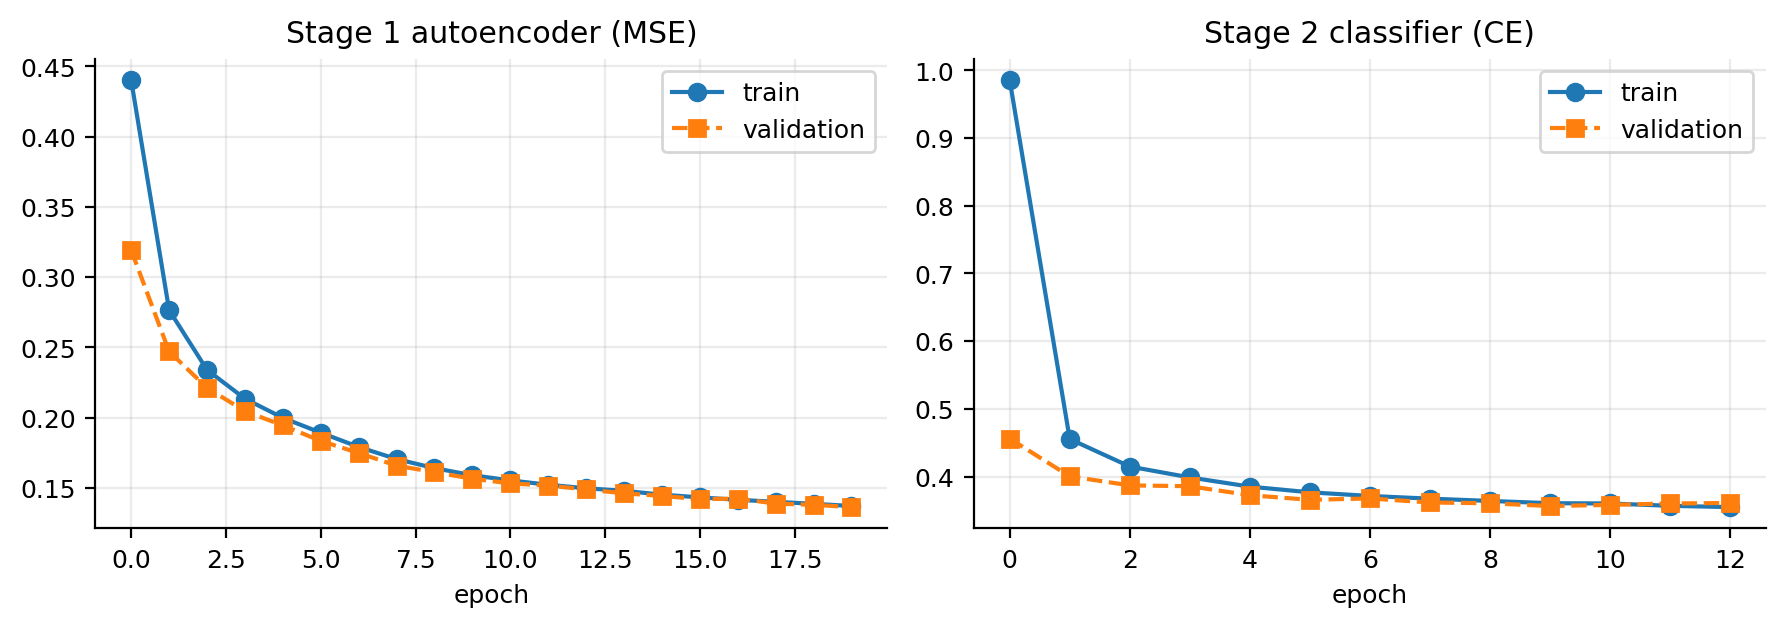 Stage 1 autoencoder (MSE)
0.45
0.40
0.35
0.30
0.25
0.20
0.15
train
validation
0.0 2.5 5.0 7.5 10.0 12.5 15.0 17.5
epoch
Stage 2 classifier (CE)
1.0
0.9
0.8
0.7
0.6
0.5
0.4
train
validation
0 2 4 6 8 10 12
epoch